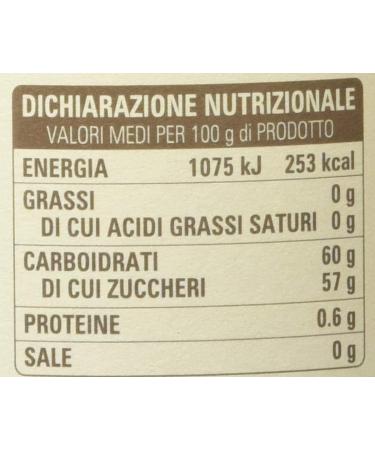 DICHIARAZIONE NUTRIZIONALE
VALORI MEDI PER 100 g di PRODOTTO
ENERGIA 1075 kJ 253 kcal
GRASSI 0 g
DI CUI ACIDI GRASSI SATURI 0 g
CARBOIDRATI 60 g
DI CUI ZUCCHERI 57 g
PROTEINE 0.6 g
SALE 0 g